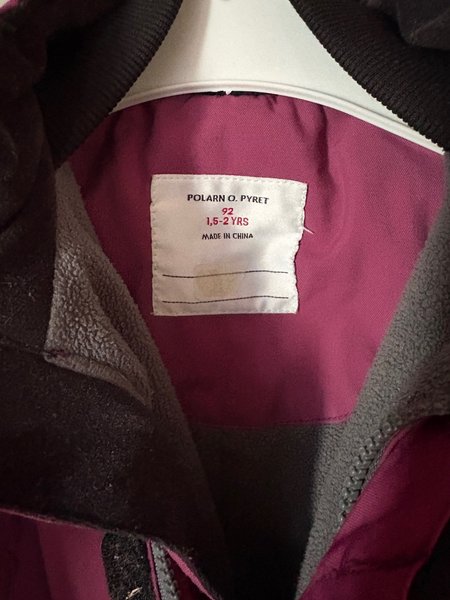 POLARN O. PYRET
92
1,5-2 YRS
MADE IN CHINA